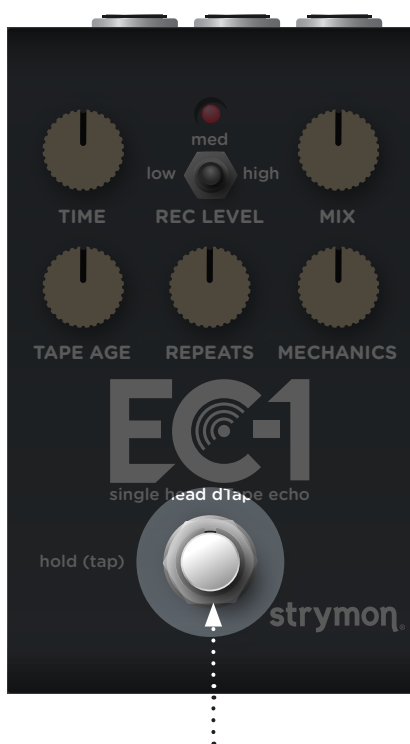 med
low high
TIME REC LEVEL MIX
TAPE AGE REPEATS MECHANICS
EC-1
single head dTape echo
hold (tap)
strymon®